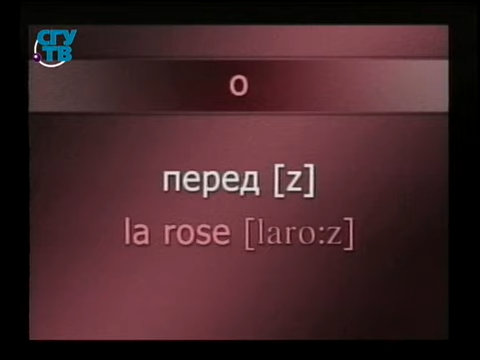 СГУ
ТВ
о
перед [z]
la rose [laro:z]